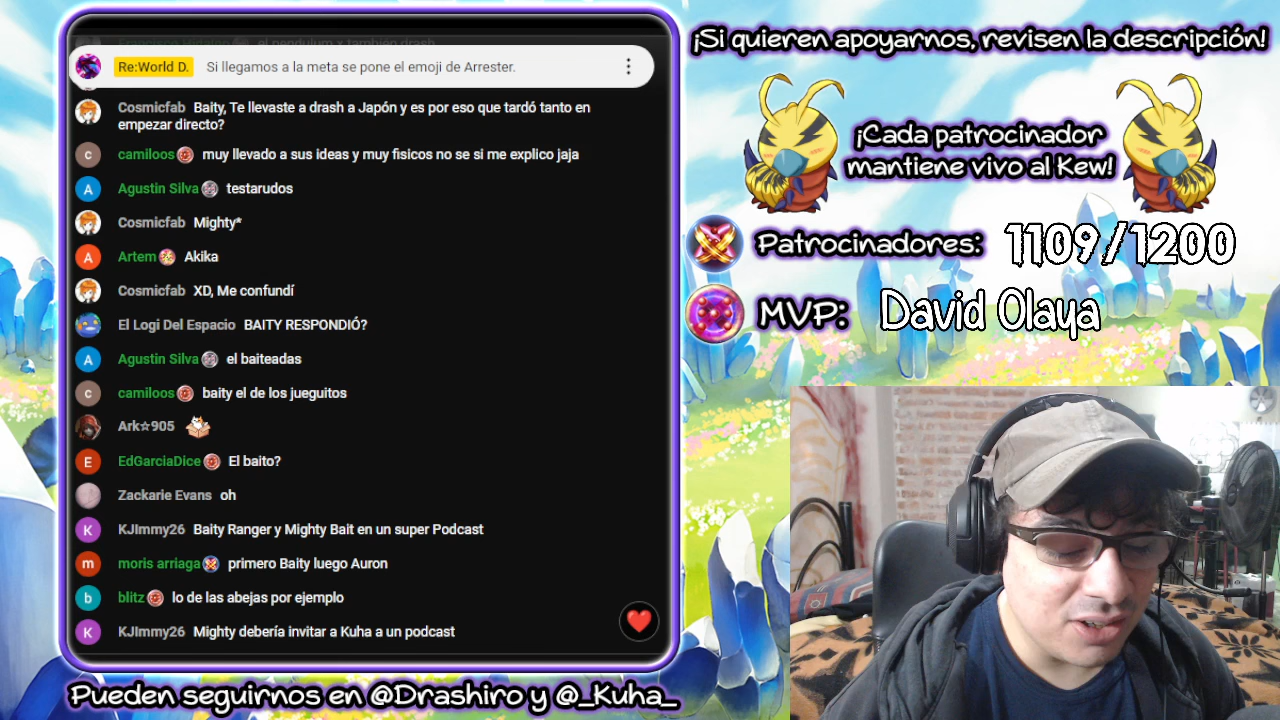 ¡Si quieren apoyarnos, revisen la descripción!
Re:World D. Si llegamos a la meta se pone el emoji de Arrester.
Cosmicfab Baity, Te llevaste a drash a Japón y es por eso que tardó tanto en
empezar directo?
c camiloos muy llevado a sus ideas y muy fisicos no se si me explico jaja
A Agustin Silva testarudos
Cosmicfab Mighty*
A Artem Akika
Cosmicfab XD, Me confundí
El Logi Del Espacio BAITY RESPONDIÓ?
A Agustin Silva el baiteadas
c camiloos baity el de los jueguitos
Ark☆905
E EdGarciaDice El baito?
Zackarie Evans oh
K KJImmy26 Baity Ranger y Mighty Bait en un super Podcast
m moris arriaga primero Baity luego Auron
b blitz lo de las abejas por ejemplo
K KJImmy26 Mighty debería invitar a Kuha a un podcast
¡Cada patrocinador
mantiene vivo al Kew!
Patrocinadores: 1109/1200
MVP: David Olaya
Pueden seguirnos en @Drashiro y @_Kuha_